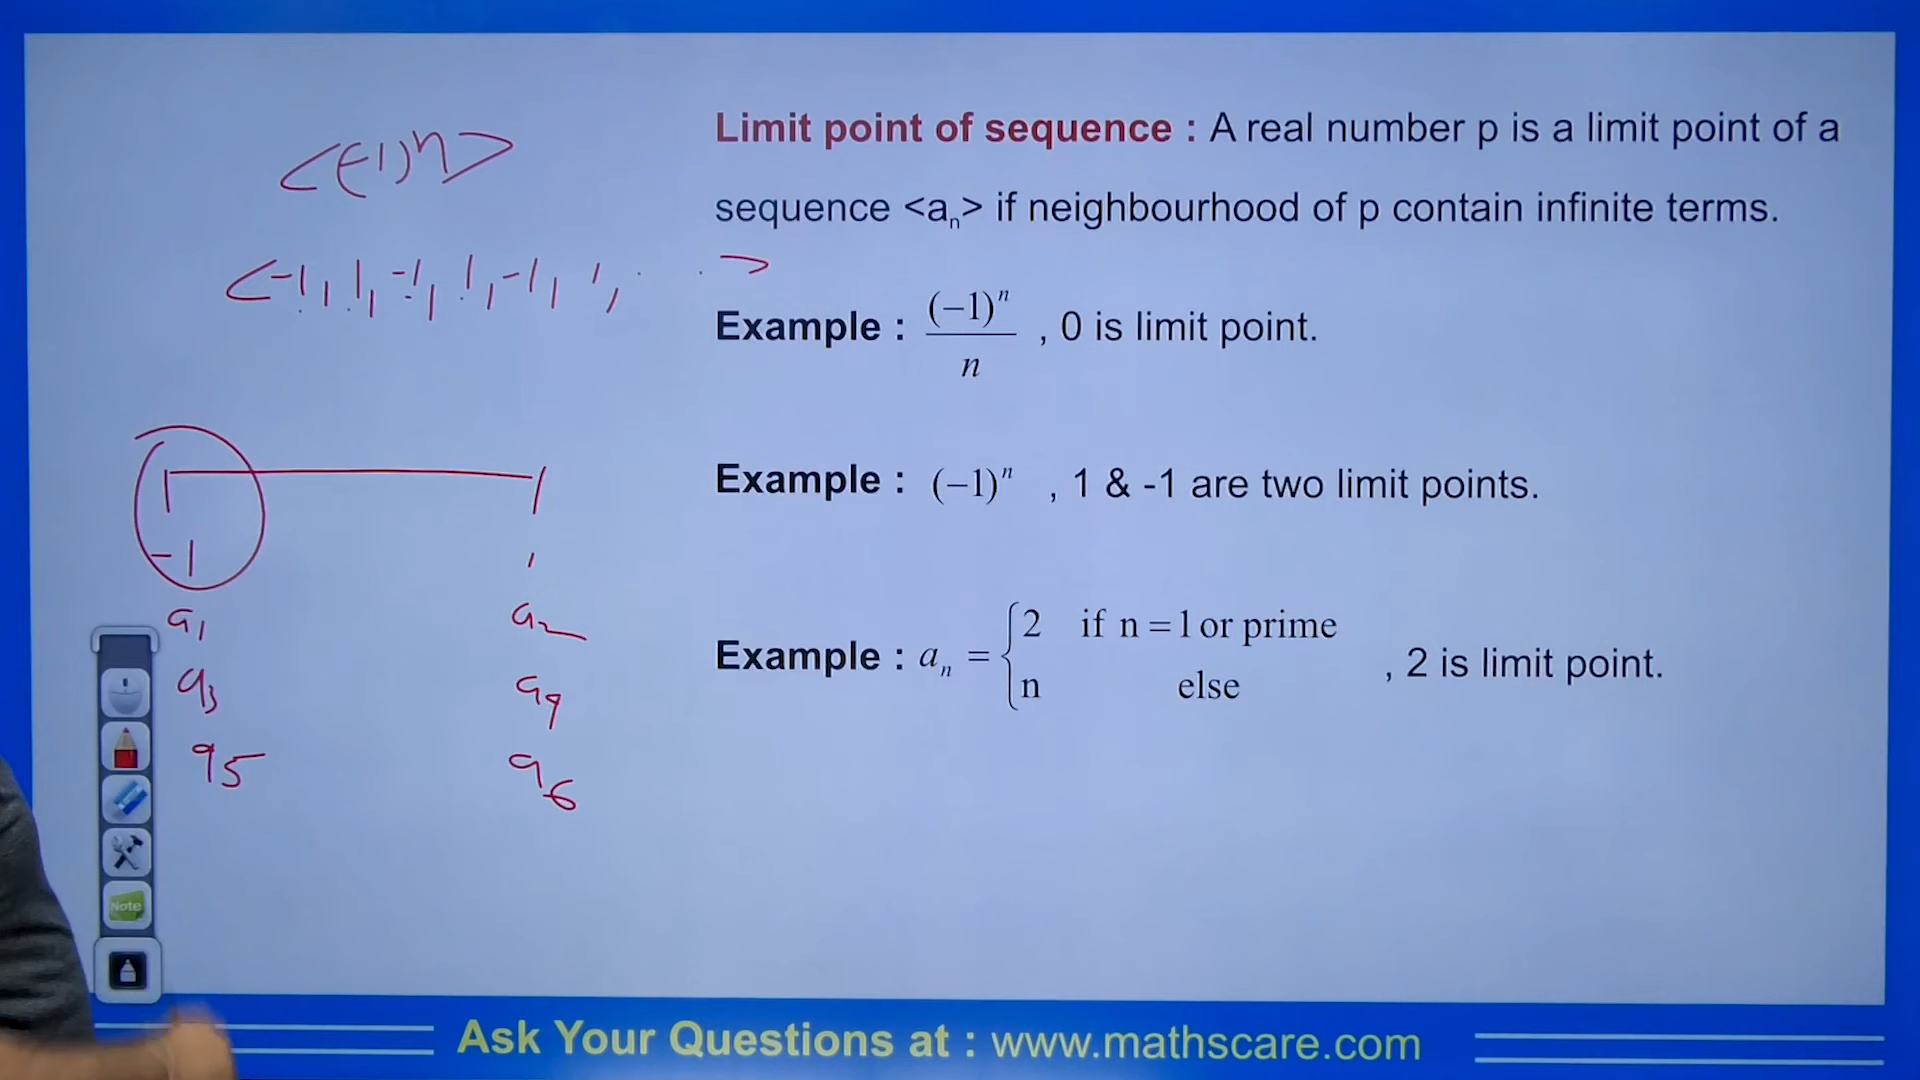 <(-1)^n>
<-1, 1, -1, 1, -1, 1, . . >
-1 1
a1 a2
a3 a4
a5 a6
Limit point of sequence : A real number p is a limit point of a
sequence <a_n> if neighbourhood of p contain infinite terms.
Example : (−1)^n / n , 0 is limit point.
Example : (−1)^n , 1 & -1 are two limit points.
Example : a_n = { 2 if n = 1 or prime
n else , 2 is limit point.
Note
Ask Your Questions at : www.mathscare.com